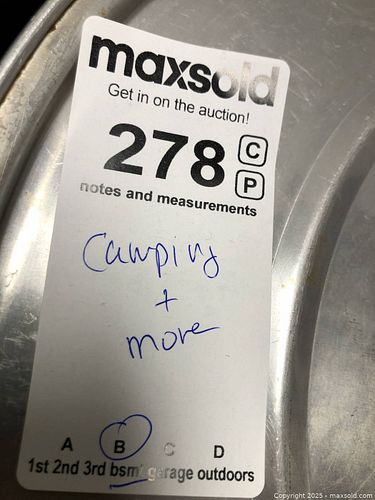 maxsold
Get in on the auction!
278 C
P
notes and measurements
Camping
+
more
A B C D
1st 2nd 3rd bsmt garage outdoors
Copyright 2025 - maxsold.com